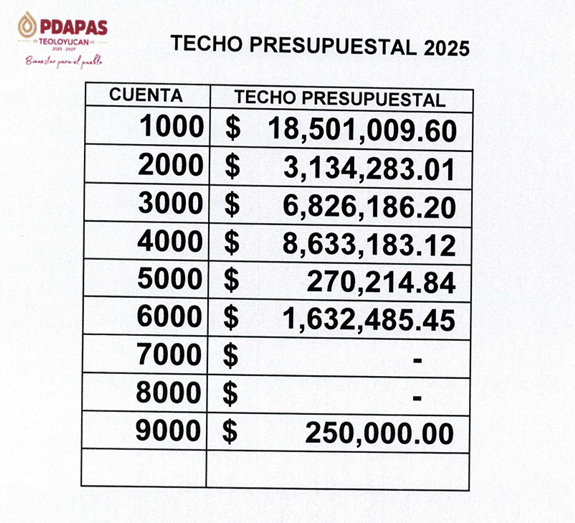 PDAPAS
TEOLOYUCAN
2025 - 2027
Bienestar para el pueblo
TECHO PRESUPUESTAL 2025
CUENTA TECHO PRESUPUESTAL
1000 $ 18,501,009.60
2000 $ 3,134,283.01
3000 $ 6,826,186.20
4000 $ 8,633,183.12
5000 $ 270,214.84
6000 $ 1,632,485.45
7000 $ -
8000 $ -
9000 $ 250,000.00